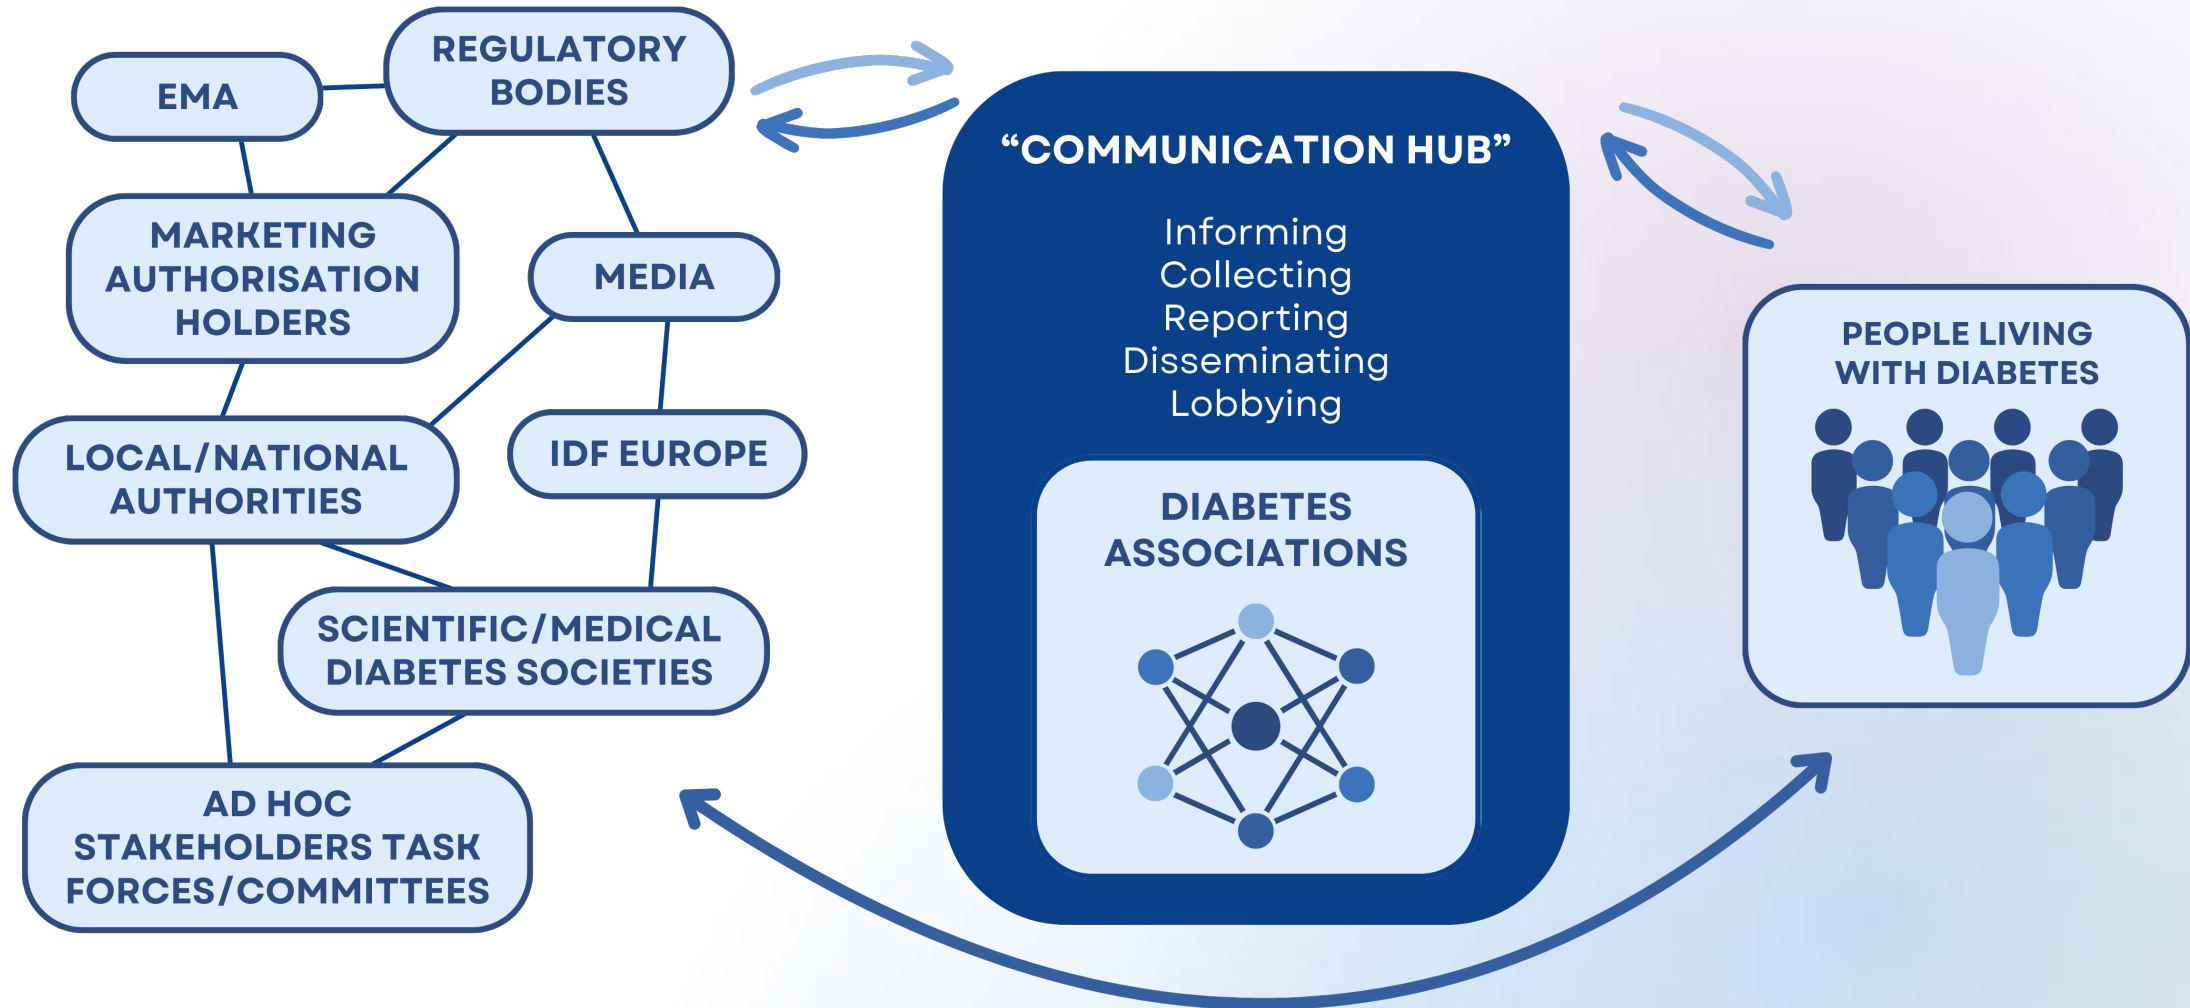 EMA
REGULATORY
BODIES
MARKETING
AUTHORISATION
HOLDERS
MEDIA
LOCAL/NATIONAL
AUTHORITIES
IDF EUROPE
SCIENTIFIC/MEDICAL
DIABETES SOCIETIES
AD HOC
STAKEHOLDERS TASK
FORCES/COMMITTEES
“COMMUNICATION HUB”
Informing
Collecting
Reporting
Disseminating
Lobbying
DIABETES
ASSOCIATIONS
PEOPLE LIVING
WITH DIABETES